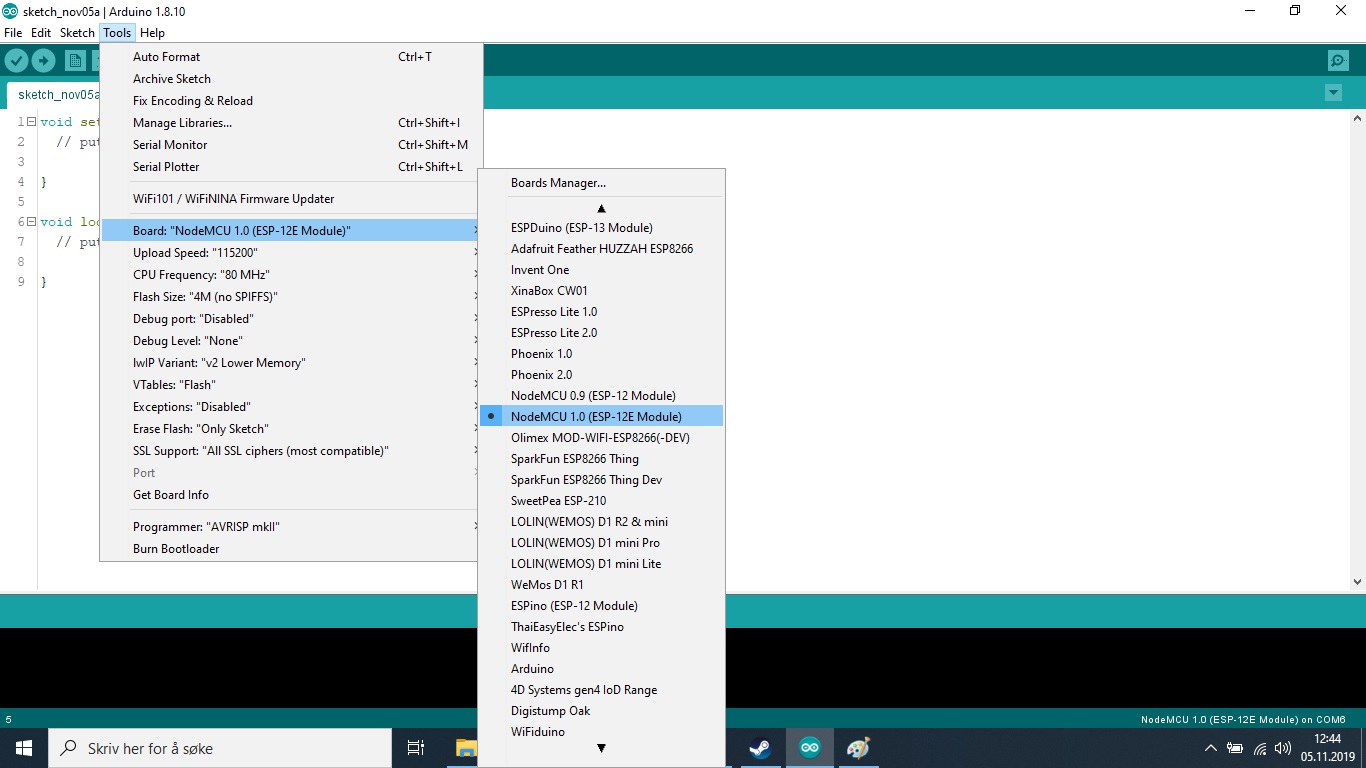 sketch_nov05a | Arduino 1.8.10
File Edit Sketch Tools Help
sketch_nov05a
1 void set
2 // put
3
4 }
5
6 void loo
7 // put
8
9 }
Auto Format Ctrl+T
Archive Sketch
Fix Encoding & Reload
Manage Libraries... Ctrl+Shift+I
Serial Monitor Ctrl+Shift+M
Serial Plotter Ctrl+Shift+L
WiFi101 / WiFiNINA Firmware Updater
Board: "NodeMCU 1.0 (ESP-12E Module)"
Upload Speed: "115200"
CPU Frequency: "80 MHz"
Flash Size: "4M (no SPIFFS)"
Debug port: "Disabled"
Debug Level: "None"
lwIP Variant: "v2 Lower Memory"
VTables: "Flash"
Exceptions: "Disabled"
Erase Flash: "Only Sketch"
SSL Support: "All SSL ciphers (most compatible)"
Port
Get Board Info
Programmer: "AVRISP mkII"
Burn Bootloader
Boards Manager...
ESPDuino (ESP-13 Module)
Adafruit Feather HUZZAH ESP8266
Invent One
XinaBox CW01
ESPresso Lite 1.0
ESPresso Lite 2.0
Phoenix 1.0
Phoenix 2.0
NodeMCU 0.9 (ESP-12 Module)
NodeMCU 1.0 (ESP-12E Module)
Olimex MOD-WIFI-ESP8266(-DEV)
SparkFun ESP8266 Thing
SparkFun ESP8266 Thing Dev
SweetPea ESP-210
LOLIN(WEMOS) D1 R2 & mini
LOLIN(WEMOS) D1 mini Pro
LOLIN(WEMOS) D1 mini Lite
WeMos D1 R1
ESPino (ESP-12 Module)
ThaiEasyElec's ESPino
WifInfo
Arduino
4D Systems gen4 IoD Range
Digistump Oak
WiFiduino
5
NodeMCU 1.0 (ESP-12E Module) on COM6
Skriv her for å søke
12:44
05.11.2019